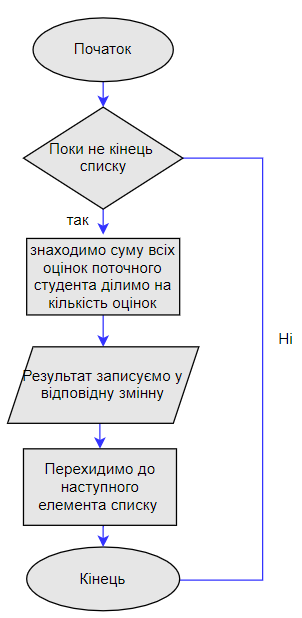 Початок
Поки не кінець
списку
так
знаходимо суму всіх
оцінок поточного
студента ділимо на
кількість оцінок
Ні
Результат записуємо у
відповідну змінну
Перехидимо до
наступного
елемента списку
Кінець